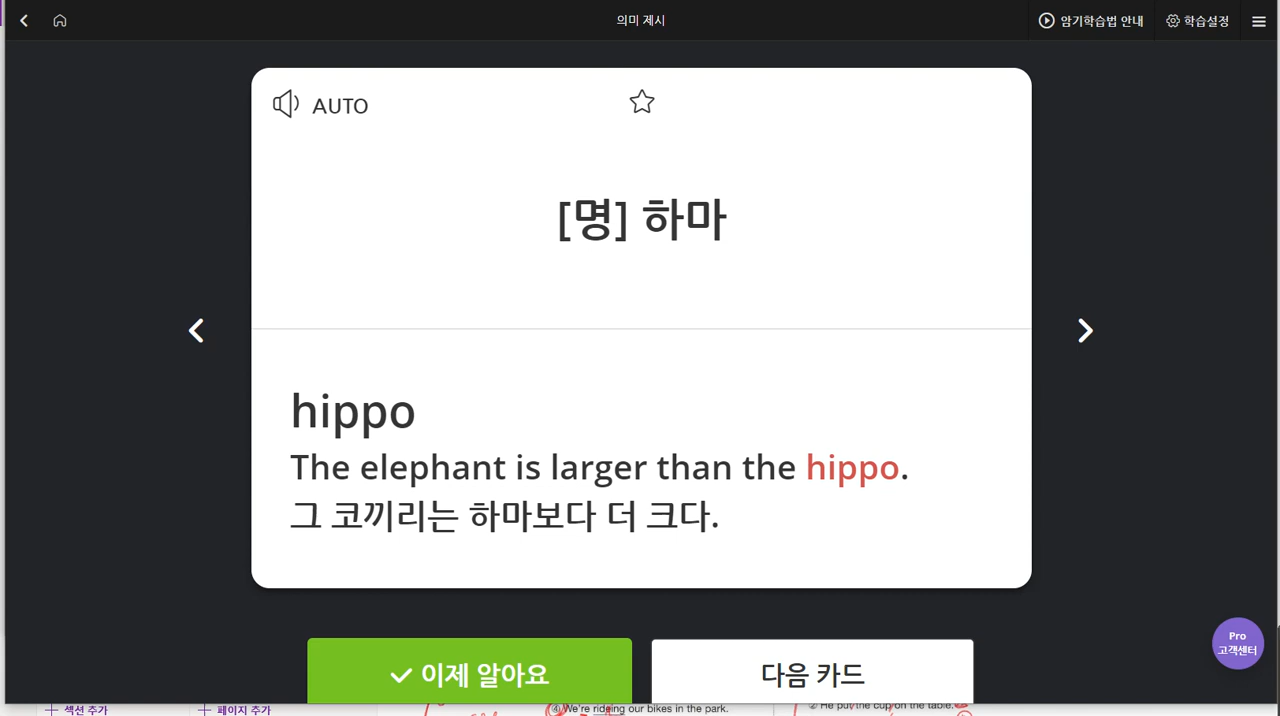 의미 제시
암기학습법 안내
학습설정
AUTO
[명] 하마
hippo
The elephant is larger than the hippo.
그 코끼리는 하마보다 더 크다.
이제 알아요
다음 카드
Pro
고객센터
섹션 추가
페이지 추가
④ We're rideing our bikes in the park.
② He put the cup on the table.